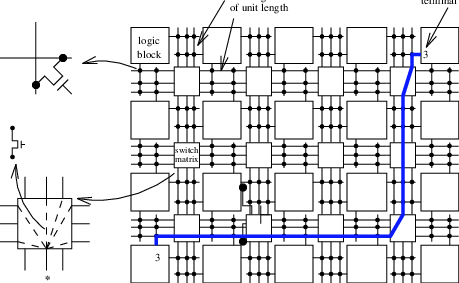 of unit length
terminal
logic
block
3
switch
matrix
3
*